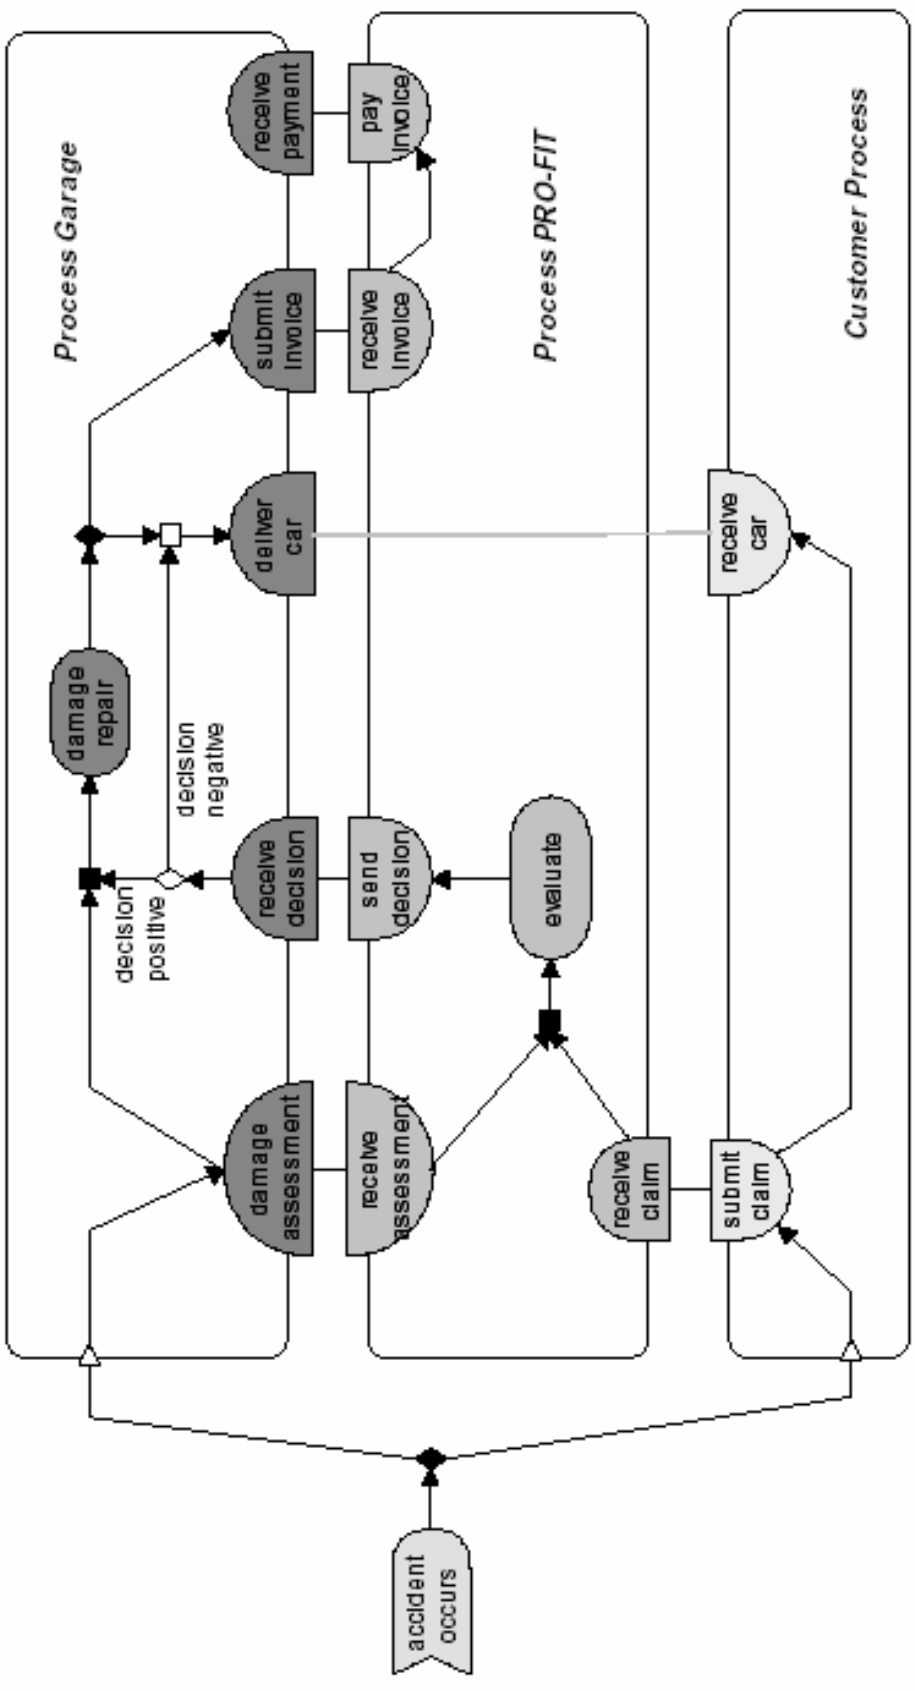 Process Garage
receive
payment
pay
invoice
submit
invoice
receive
invoice
Process PRO-FIT
Customer Process
deliver
car
receive
car
damage
repair
decision
negative
decision
positive
receive
decision
send
decision
evaluate
damage
assessment
receive
assessment
receive
claim
submit
claim
accident
occurs